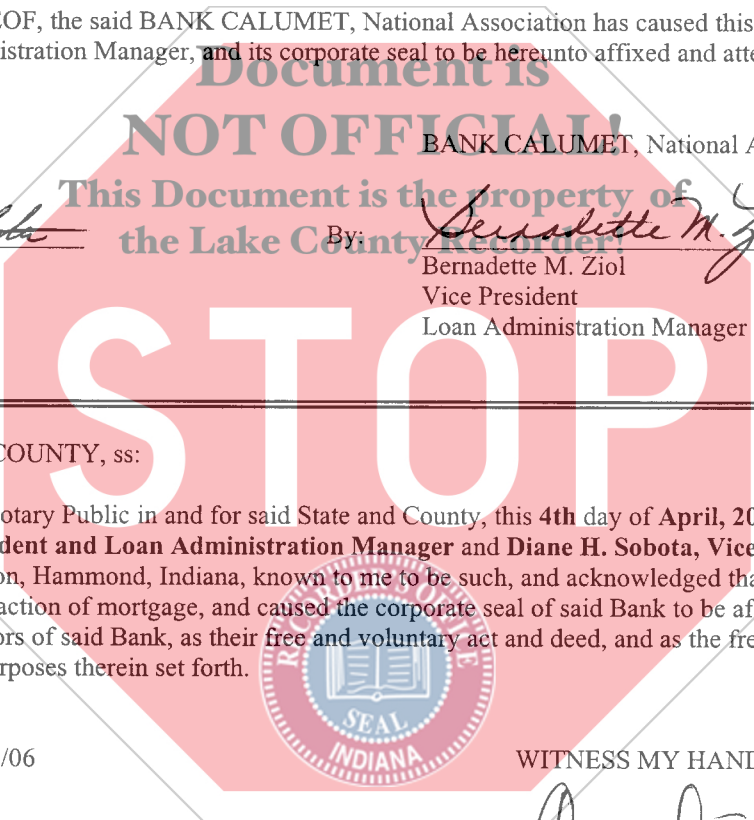 OF, the said BANK CALUMET, National Association has caused this
istration Manager, and its corporate seal to be hereunto affixed and atte
Document is
NOT OFFICIAL!
BANK CALUMET, National A
This Document is the property of
the Lake County Recorder!
By: Bernadette M. Z
Bernadette M. Ziol
Vice President
Loan Administration Manager
STOP
COUNTY, ss:
otary Public in and for said State and County, this 4th day of April, 20
dent and Loan Administration Manager and Diane H. Sobota, Vice
on, Hammond, Indiana, known to me to be such, and acknowledged tha
action of mortgage, and caused the corporate seal of said Bank to be af
ors of said Bank, as their free and voluntary act and deed, and as the fre
rposes therein set forth.
RECORDER'S OFFICE
SEAL
INDIANA
/06
WITNESS MY HAND